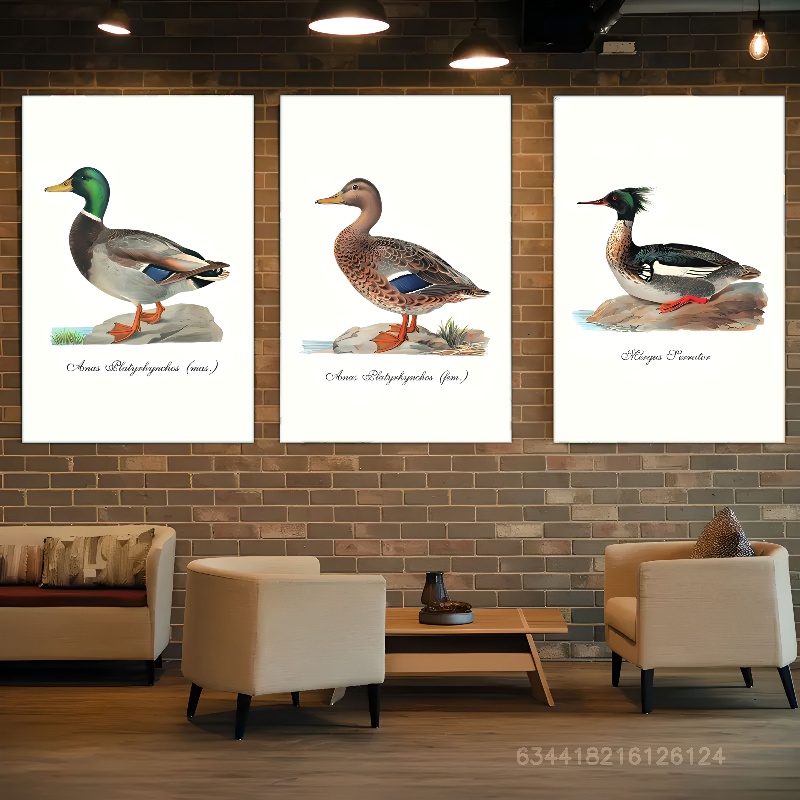 Anas Platyrhynchos (mas.)
Anas Platyrhynchos (fem.)
Mergus Serrator
634418216126124